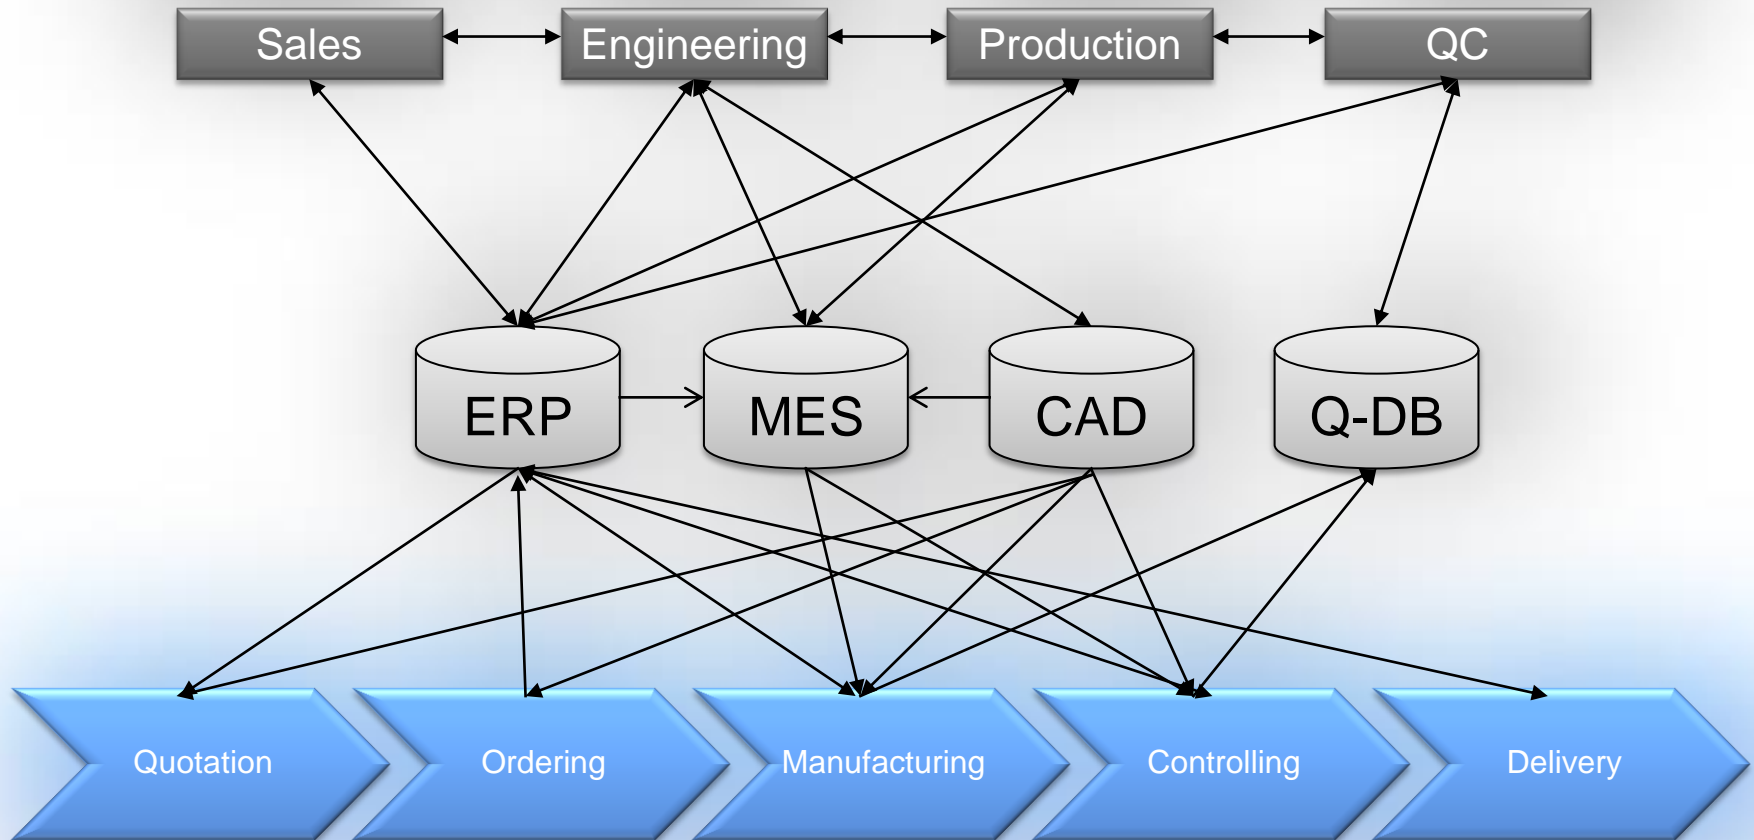 Sales
Engineering
Production
QC
ERP
MES
CAD
Q-DB
Quotation
Ordering
Manufacturing
Controlling
Delivery